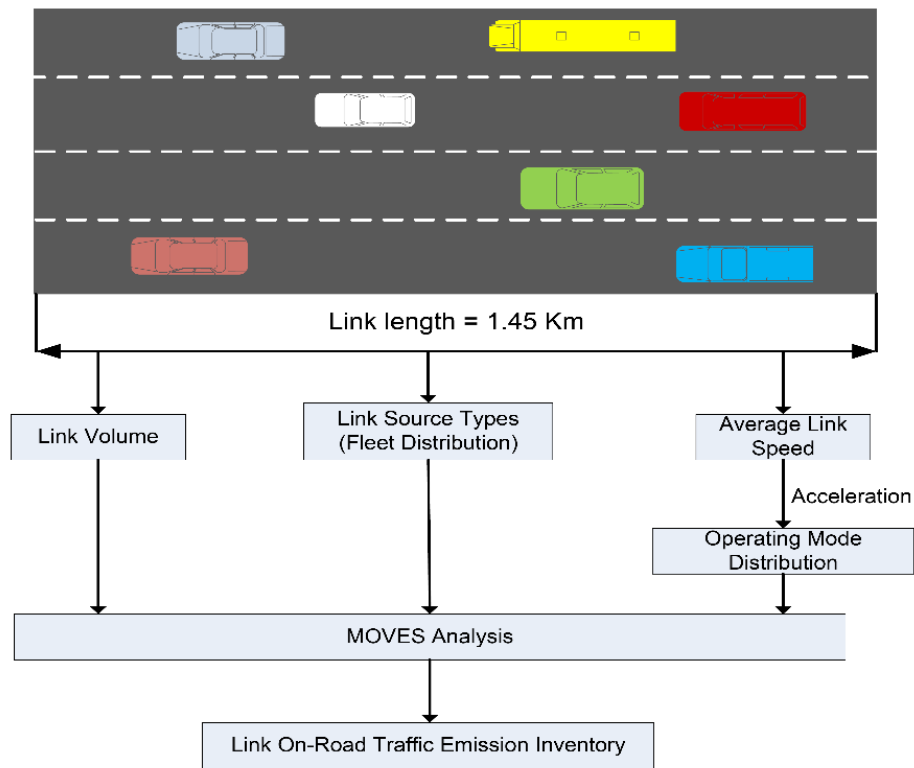 Link length = 1.45 Km
Link Volume
Link Source Types
(Fleet Distribution)
Average Link
Speed
Acceleration
Operating Mode
Distribution
MOVES Analysis
Link On-Road Traffic Emission Inventory